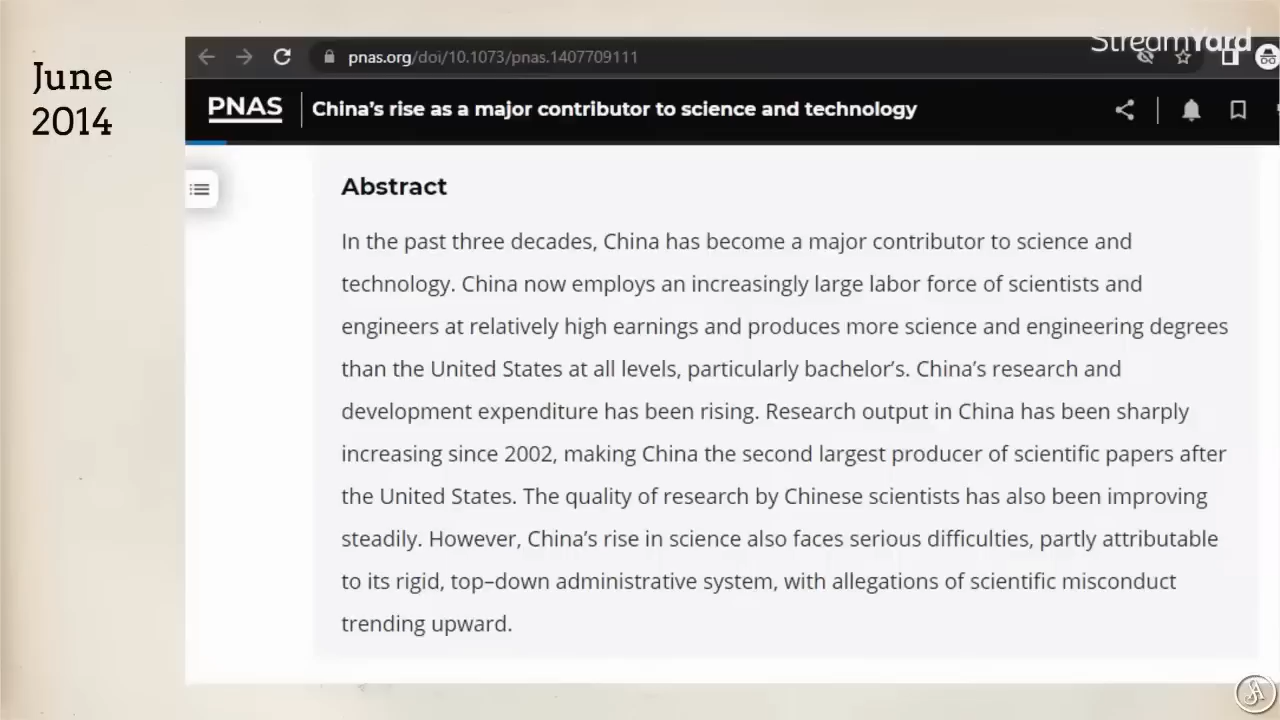 June
2014
StreamYard
pnas.org/doi/10.1073/pnas.1407709111
PNAS
China's rise as a major contributor to science and technology
Abstract
In the past three decades, China has become a major contributor to science and
technology. China now employs an increasingly large labor force of scientists and
engineers at relatively high earnings and produces more science and engineering degrees
than the United States at all levels, particularly bachelor's. China's research and
development expenditure has been rising. Research output in China has been sharply
increasing since 2002, making China the second largest producer of scientific papers after
the United States. The quality of research by Chinese scientists has also been improving
steadily. However, China's rise in science also faces serious difficulties, partly attributable
to its rigid, top–down administrative system, with allegations of scientific misconduct
trending upward.